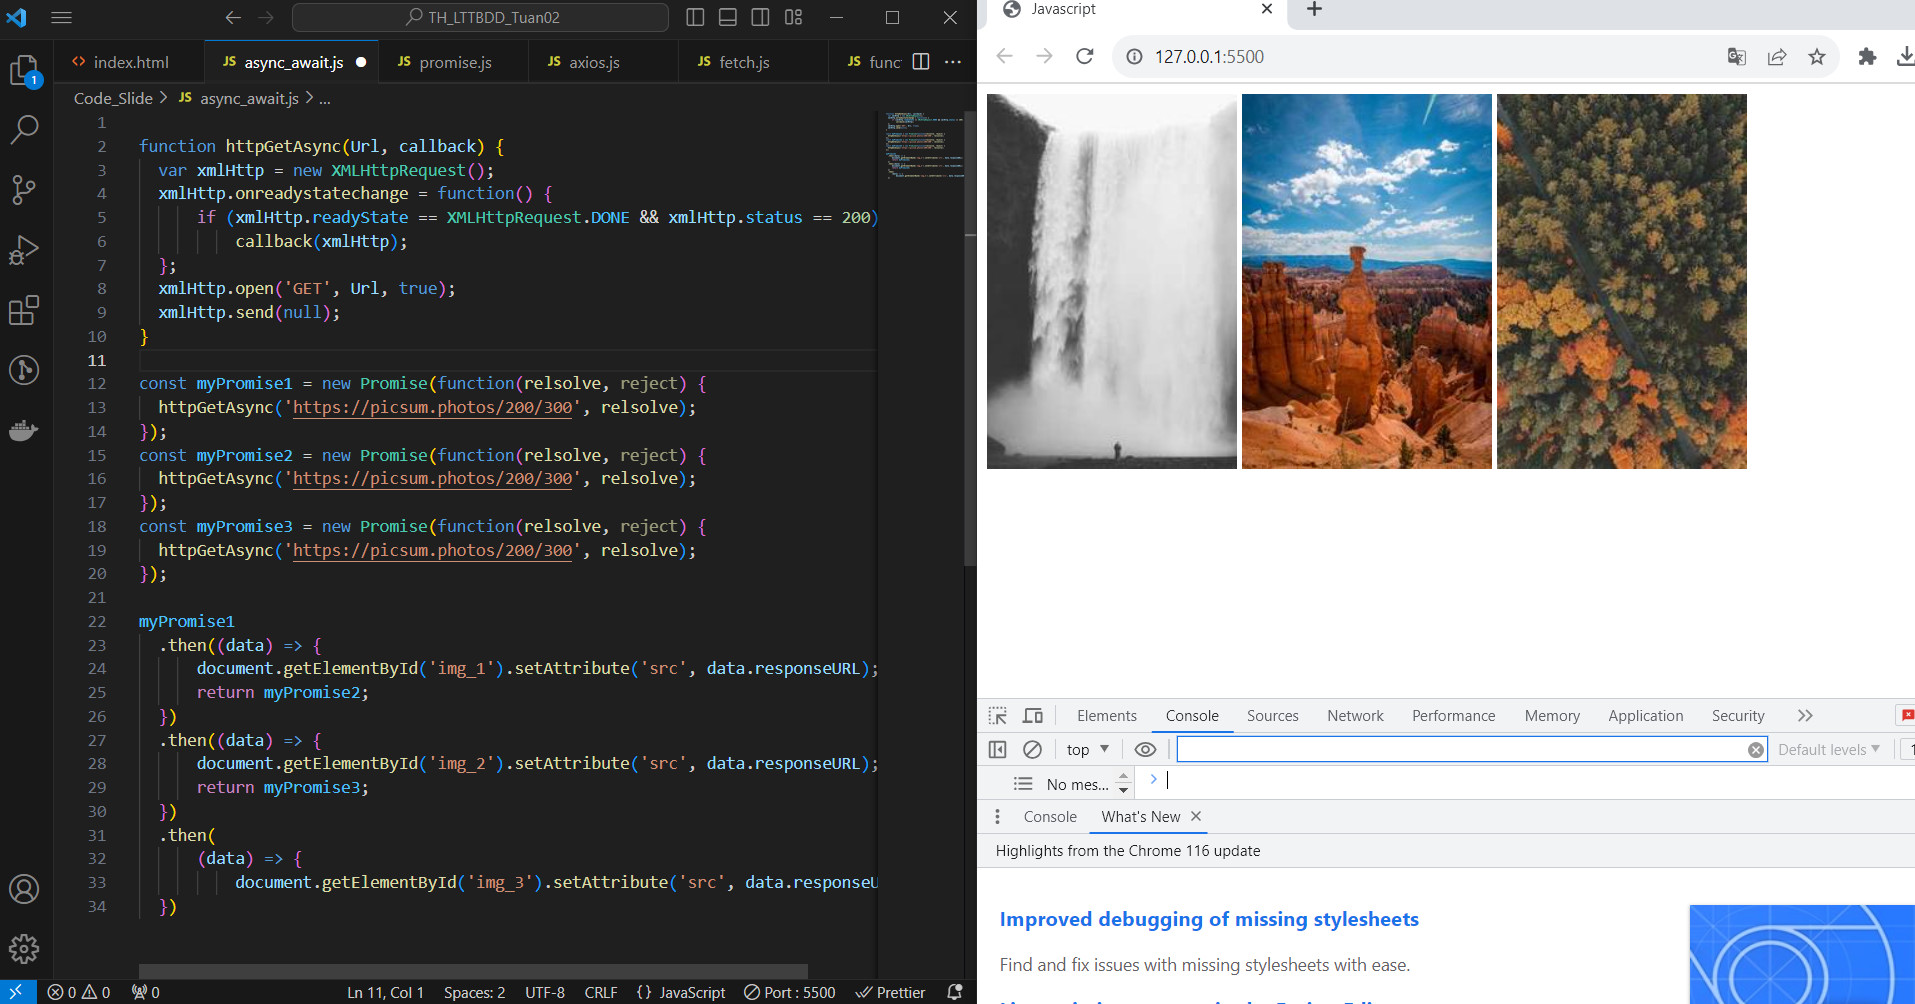 TH_LTTBDD_Tuan02
index.html
JS async_await.js
JS promise.js
JS axios.js
JS fetch.js
JS func
1
Code_Slide > JS async_await.js > ...
1
2 function httpGetAsync(Url, callback) {
3 var xmlHttp = new XMLHttpRequest();
4 xmlHttp.onreadystatechange = function() {
5 if (xmlHttp.readyState == XMLHttpRequest.DONE && xmlHttp.status == 200)
6 callback(xmlHttp);
7 };
8 xmlHttp.open('GET', Url, true);
9 xmlHttp.send(null);
10 }
11
12 const myPromise1 = new Promise(function(relsolve, reject) {
13 httpGetAsync('https://picsum.photos/200/300', relsolve);
14 });
15 const myPromise2 = new Promise(function(relsolve, reject) {
16 httpGetAsync('https://picsum.photos/200/300', relsolve);
17 });
18 const myPromise3 = new Promise(function(relsolve, reject) {
19 httpGetAsync('https://picsum.photos/200/300', relsolve);
20 });
21
22 myPromise1
23 .then((data) => {
24 document.getElementById('img_1').setAttribute('src', data.responseURL);
25 return myPromise2;
26 })
27 .then((data) => {
28 document.getElementById('img_2').setAttribute('src', data.responseURL);
29 return myPromise3;
30 })
31 .then(
32 (data) => {
33 document.getElementById('img_3').setAttribute('src', data.responseU
34 })
0 0 0 Ln 11, Col 1 Spaces: 2 UTF-8 CRLF {} JavaScript Port : 5500 Prettier
Javascript
127.0.0.1:5500
Elements Console Sources Network Performance Memory Application Security
top
Default levels
1
No mes...
Console What's New
Highlights from the Chrome 116 update
Improved debugging of missing stylesheets
Find and fix issues with missing stylesheets with ease.